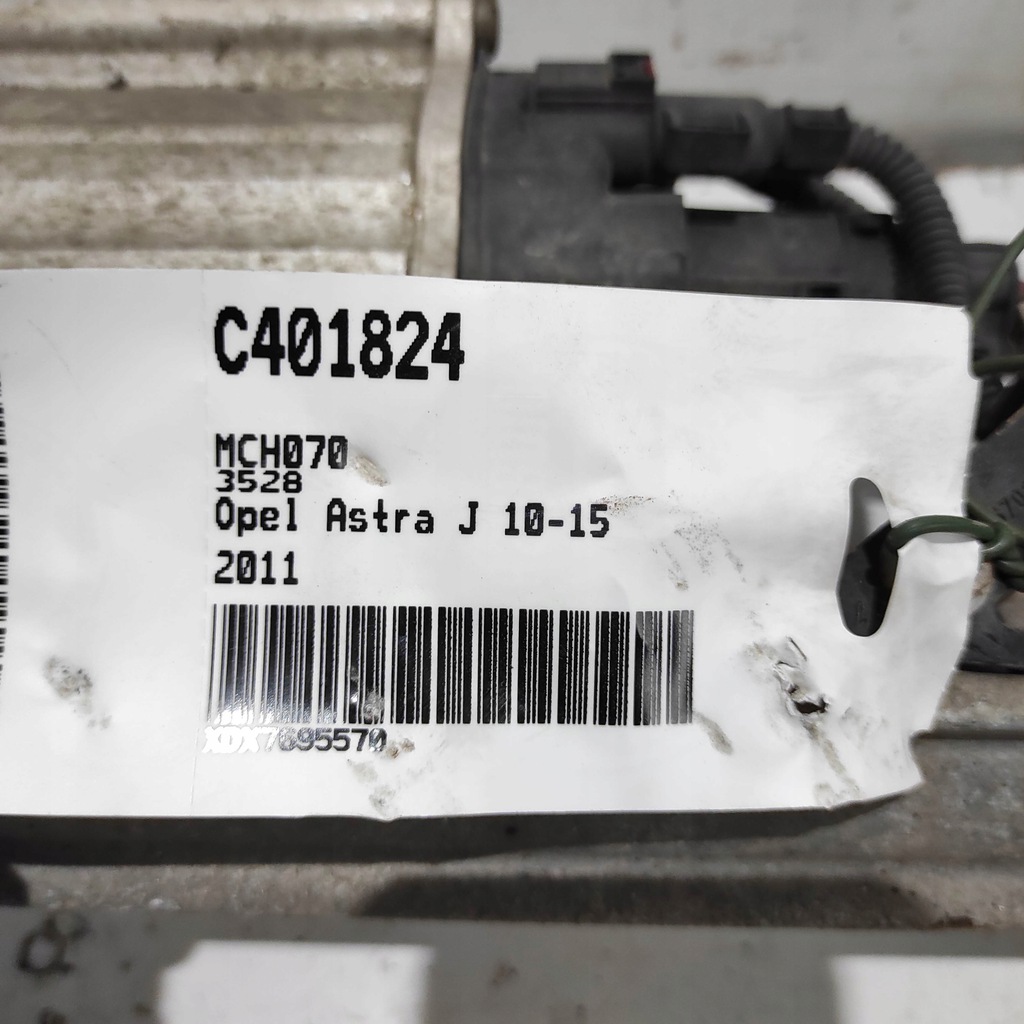 C401824
MCH070
3528
Opel Astra J 10-15
2011
XDX7695570